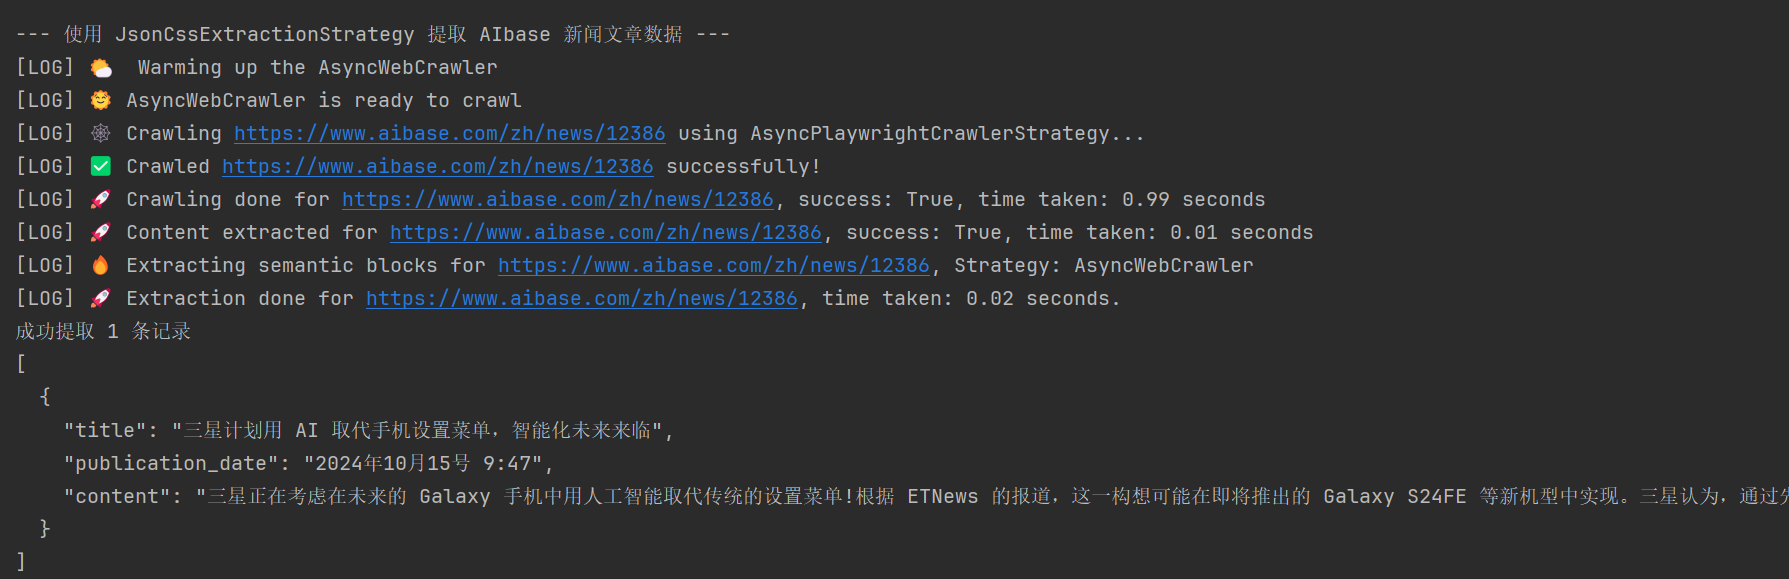 --- 使用 JsonCssExtractionStrategy 提取 AIbase 新闻文章数据 ---
[LOG] 🌤️  Warming up the AsyncWebCrawler
[LOG] 🌞 AsyncWebCrawler is ready to crawl
[LOG] 🕸️ Crawling https://www.aibase.com/zh/news/12386 using AsyncPlaywrightCrawlerStrategy...
[LOG] ✅ Crawled https://www.aibase.com/zh/news/12386 successfully!
[LOG] 🚀 Crawling done for https://www.aibase.com/zh/news/12386, success: True, time taken: 0.99 seconds
[LOG] 🚀 Content extracted for https://www.aibase.com/zh/news/12386, success: True, time taken: 0.01 seconds
[LOG] 🔥 Extracting semantic blocks for https://www.aibase.com/zh/news/12386, Strategy: AsyncWebCrawler
[LOG] 🚀 Extraction done for https://www.aibase.com/zh/news/12386, time taken: 0.02 seconds.
成功提取 1 条记录
[
  {
    "title": "三星计划用 AI 取代手机设置菜单，智能化未来来临",
    "publication_date": "2024年10月15号 9:47",
    "content": "三星正在考虑在未来的 Galaxy 手机中用人工智能取代传统的设置菜单!根据 ETNews 的报道，这一构想可能在即将推出的 Galaxy S24FE 等新机型中实现。三星认为，通过
  }
]